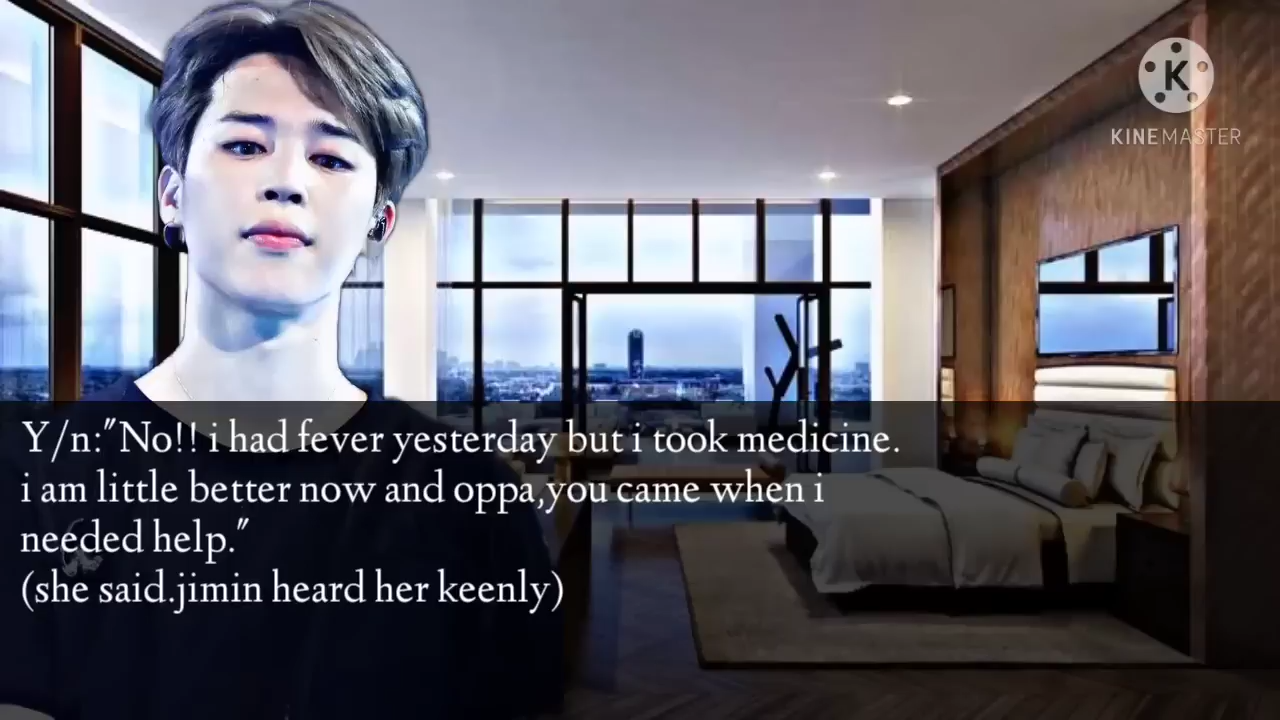 K
KINEMASTER
Y/n:"No!! i had fever yesterday but i took medicine.
i am little better now and oppa,you came when i
needed help."
(she said.jimin heard her keenly)